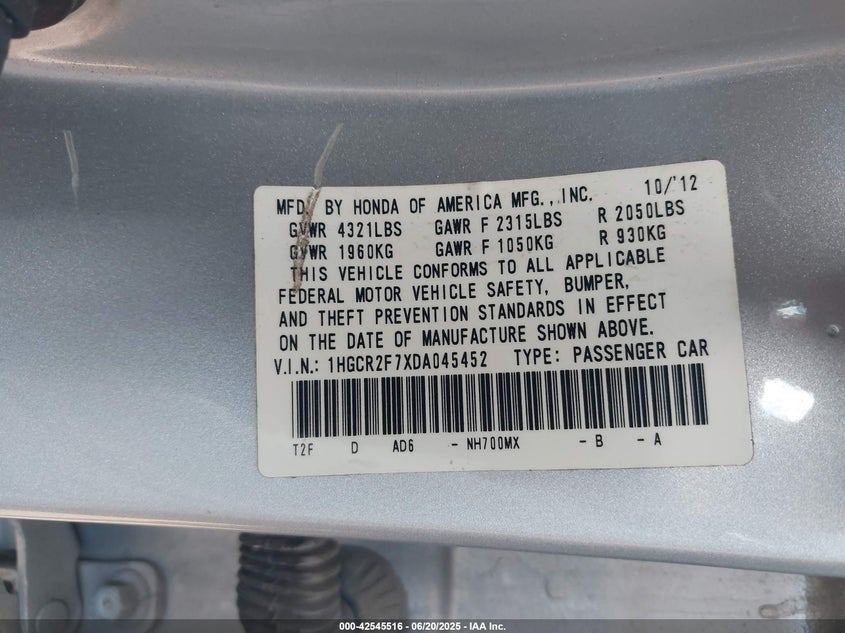 MFD. BY HONDA OF AMERICA MFG., INC. 10/'12
GVWR 4321LBS GAWR F 2315LBS R 2050LBS
GVWR 1960KG GAWR F 1050KG R 930KG
THIS VEHICLE CONFORMS TO ALL APPLICABLE
FEDERAL MOTOR VEHICLE SAFETY, BUMPER,
AND THEFT PREVENTION STANDARDS IN EFFECT
ON THE DATE OF MANUFACTURE SHOWN ABOVE.
V.I.N.: 1HGCR2F7XDA045452 TYPE: PASSENGER CAR
T2F D AD6 - NH700MX - B - A
000-42545516 - 06/20/2025 - IAA Inc.